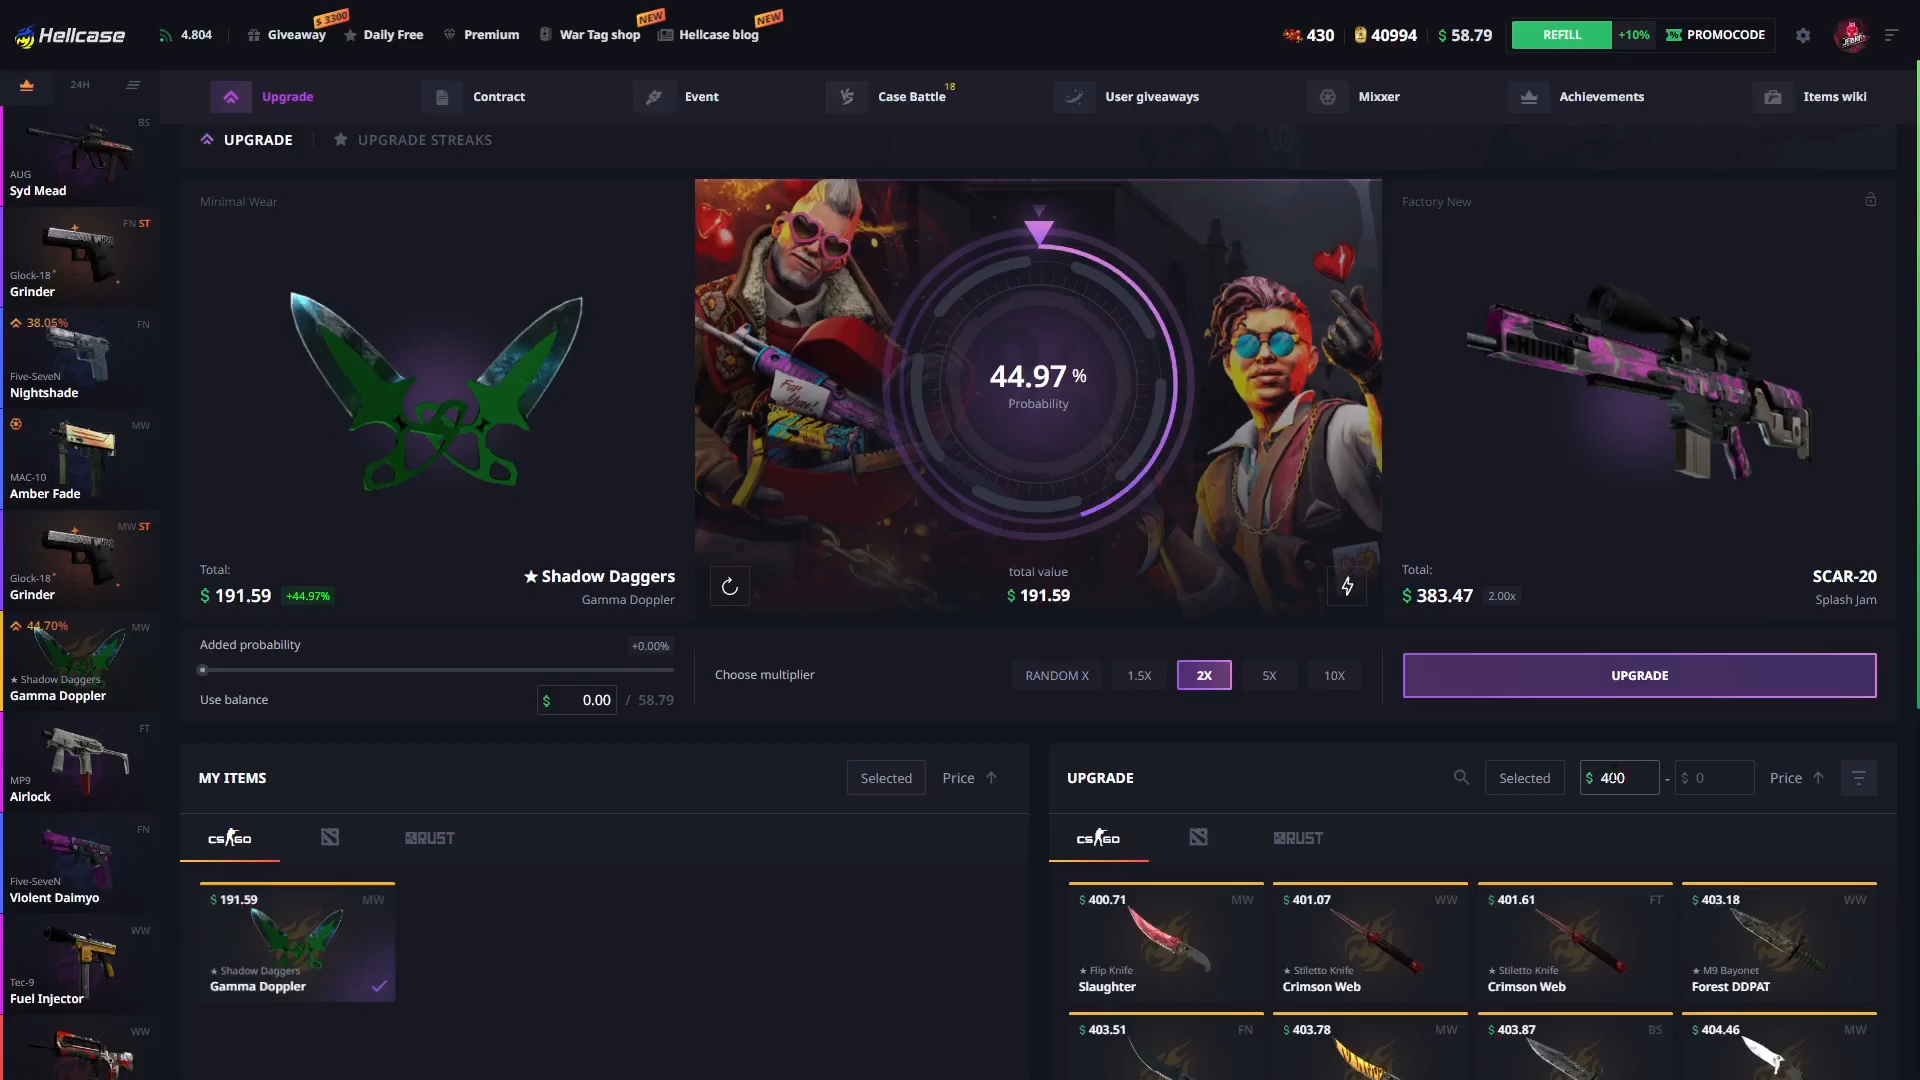 Hellcase
4.804
Giveaway
$ 3300
Daily Free
Premium
War Tag shop
NEW
Hellcase blog
NEW
430
40994
$ 58.79
REFILL
+10%
PROMOCODE
24H
Upgrade
Contract
Event
Case Battle
18
User giveaways
Mixxer
Achievements
Items wiki
UPGRADE
UPGRADE STREAKS
BS
AUG
Syd Mead
FN ST
Glock-18*
Grinder
38.05%
FN
Five-SeveN
Nightshade
MW
MAC-10
Amber Fade
MW ST
Glock-18*
Grinder
44.70%
MW
★ Shadow Daggers
Gamma Doppler
FT
MP9
Airlock
FN
Five-SeveN
Violent Daimyo
WW
Tec-9
Fuel Injector
WW
Minimal Wear
Total:
$ 191.59 +44.97%
★ Shadow Daggers
Gamma Doppler
44.97 %
Probability
total value
$ 191.59
Factory New
Total:
$ 383.47 2.00x
SCAR-20
Splash Jam
Added probability
+0.00%
Use balance
$ 0.00 / 58.79
Choose multiplier
RANDOM X
1.5X
2X
5X
10X
UPGRADE
MY ITEMS
Selected
Price
CS GO
RUST
$ 191.59
MW
★ Shadow Daggers
Gamma Doppler
UPGRADE
Selected
$ 400 - $ 0
Price
CS GO
RUST
$ 400.71 MW
★ Flip Knife
Slaughter
$ 401.07 WW
★ Stiletto Knife
Crimson Web
$ 401.61 FT
★ Stiletto Knife
Crimson Web
$ 403.18 WW
★ M9 Bayonet
Forest DDPAT
$ 403.51 FN
$ 403.78 MW
$ 403.87 BS
$ 404.46 MW